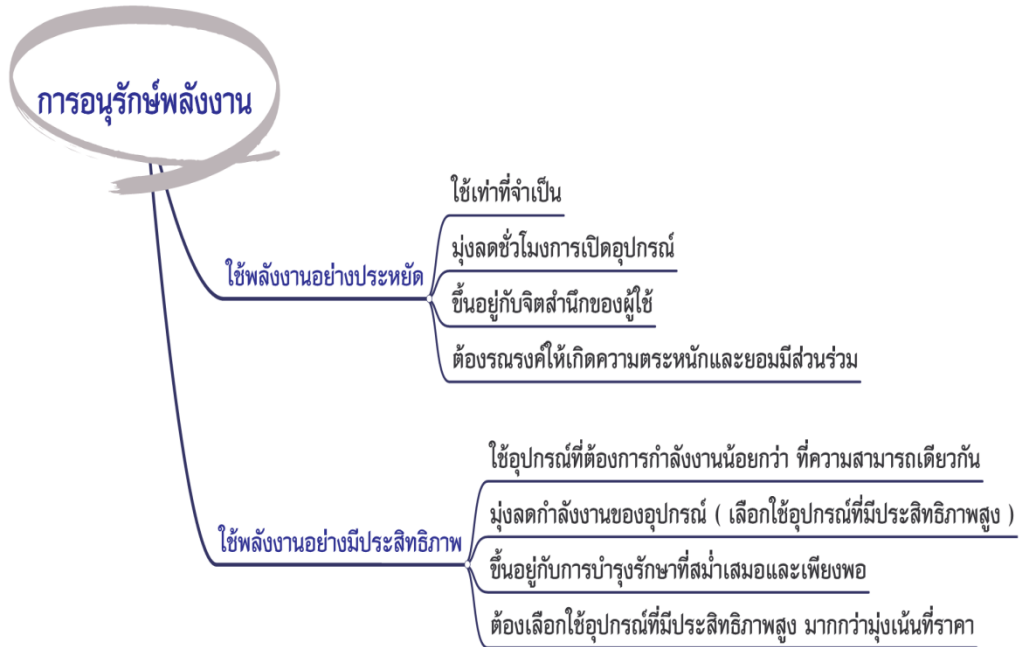 การอนุรักษ์พลังงาน
ใช้พลังงานอย่างประหยัด
ใช้เท่าที่จำเป็น
มุ่งลดชั่วโมงการเปิดอุปกรณ์
ขึ้นอยู่กับจิตสำนึกของผู้ใช้
ต้องรณรงค์ให้เกิดความตระหนักและยอมมีส่วนร่วม
ใช้พลังงานอย่างมีประสิทธิภาพ
ใช้อุปกรณ์ที่ต้องการกำลังงานน้อยกว่า ที่ความสามารถเดียวกัน
มุ่งลดกำลังงานของอุปกรณ์ ( เลือกใช้อุปกรณ์ที่มีประสิทธิภาพสูง )
ขึ้นอยู่กับการบำรุงรักษาที่สม่ำเสมอและเพียงพอ
ต้องเลือกใช้อุปกรณ์ที่มีประสิทธิภาพสูง มากกว่ามุ่งเน้นที่ราคา